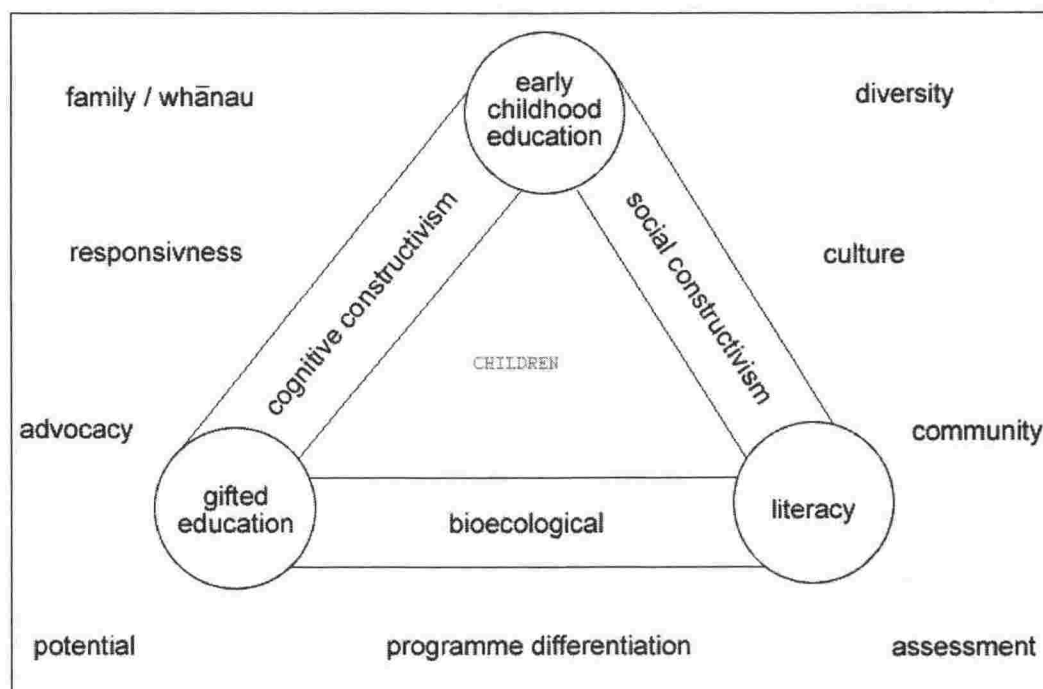 early
childhood
education
family / whānau
diversity
cognitive constructivism
social constructivism
responsivness
culture
CHILDREN
advocacy
community
gifted
education
bioecological
literacy
potential
programme differentiation
assessment